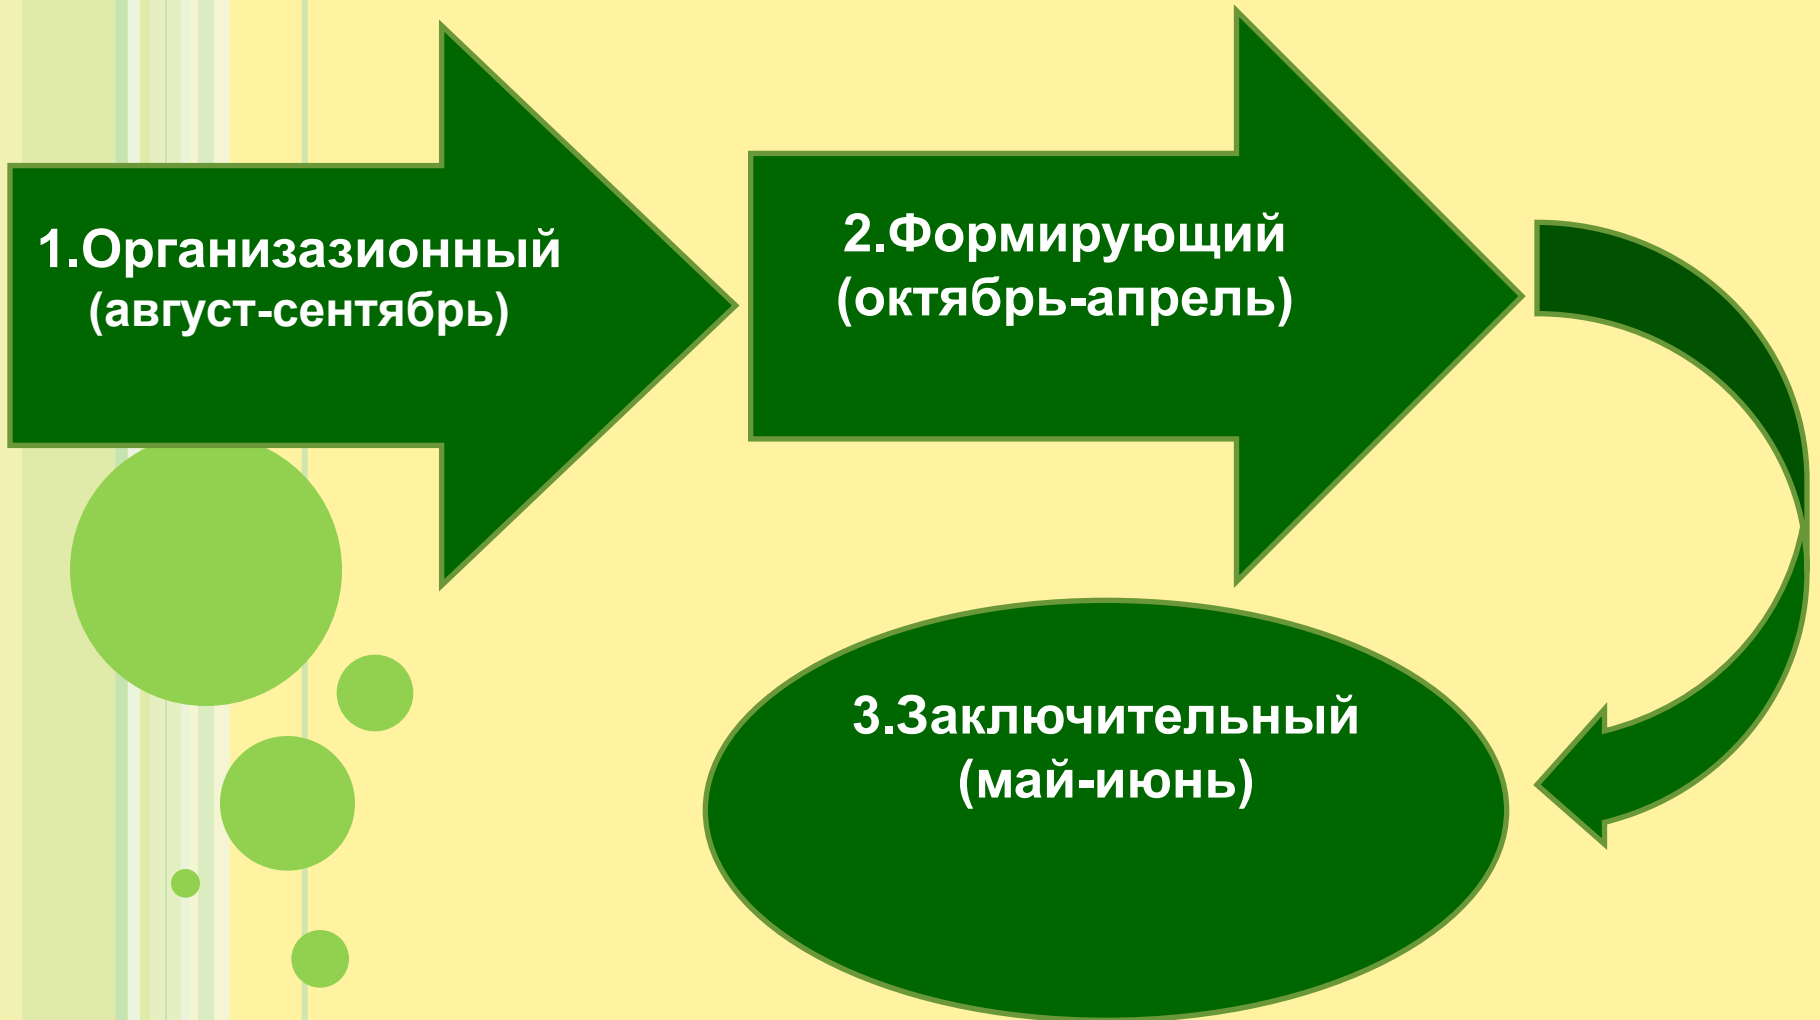 1.Организазионный
(август-сентябрь)
2.Формирующий
(октябрь-апрель)
3.Заключительный
(май-июнь)